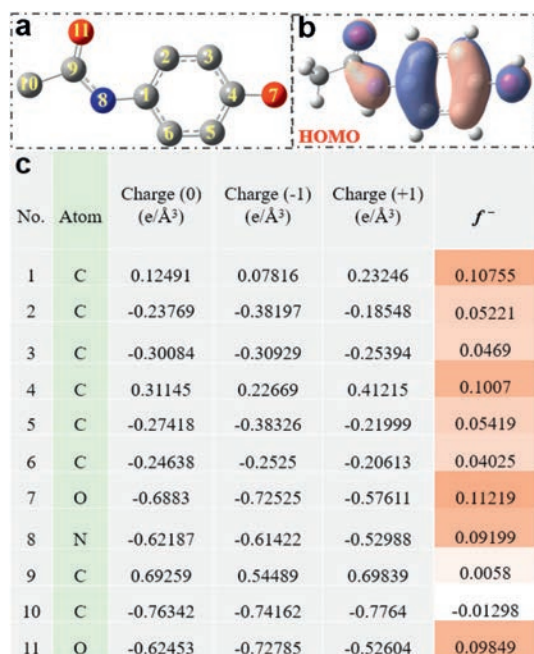 a
11
10
9
8
2
3
1
4
7
6
5
b
HOMO
c
No. Atom Charge (0) (e/Å³) Charge (-1) (e/Å³) Charge (+1) (e/Å³) f⁻
1 C 0.12491 0.07816 0.23246 0.10755
2 C -0.23769 -0.38197 -0.18548 0.05221
3 C -0.30084 -0.30929 -0.25394 0.0469
4 C 0.31145 0.22669 0.41215 0.1007
5 C -0.27418 -0.38326 -0.21999 0.05419
6 C -0.24638 -0.2525 -0.20613 0.04025
7 O -0.6883 -0.72525 -0.57611 0.11219
8 N -0.62187 -0.61422 -0.52988 0.09199
9 C 0.69259 0.54489 0.69839 0.0058
10 C -0.76342 -0.74162 -0.7764 -0.01298
11 O -0.62453 -0.72785 -0.52604 0.09849